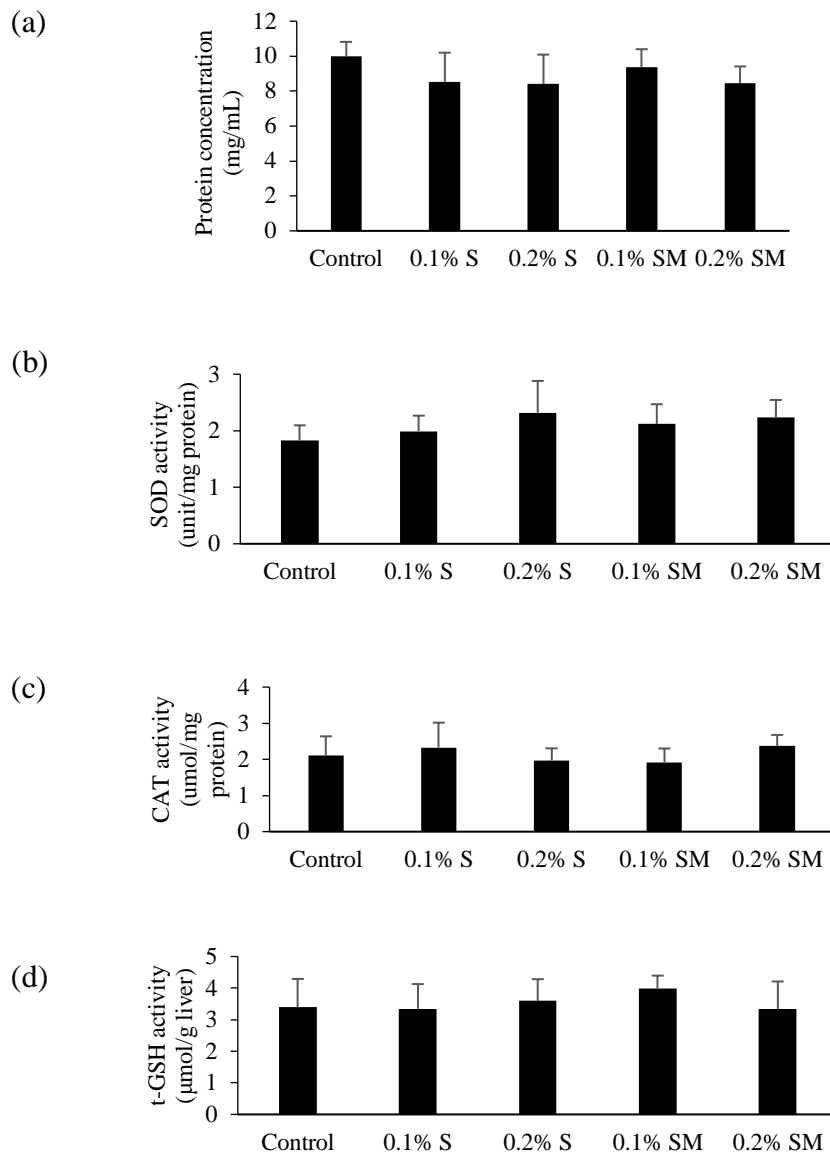 (a)
Protein concentration
(mg/mL)
12
10
8
6
4
2
0
Control 0.1% S 0.2% S 0.1% SM 0.2% SM
(b)
SOD activity
(unit/mg protein)
3
2
1
0
Control 0.1% S 0.2% S 0.1% SM 0.2% SM
(c)
CAT activity
(umol/mg
protein)
4
3
2
1
0
Control 0.1% S 0.2% S 0.1% SM 0.2% SM
(d)
t-GSH activity
(μmol/g liver)
5
4
3
2
1
0
Control 0.1% S 0.2% S 0.1% SM 0.2% SM